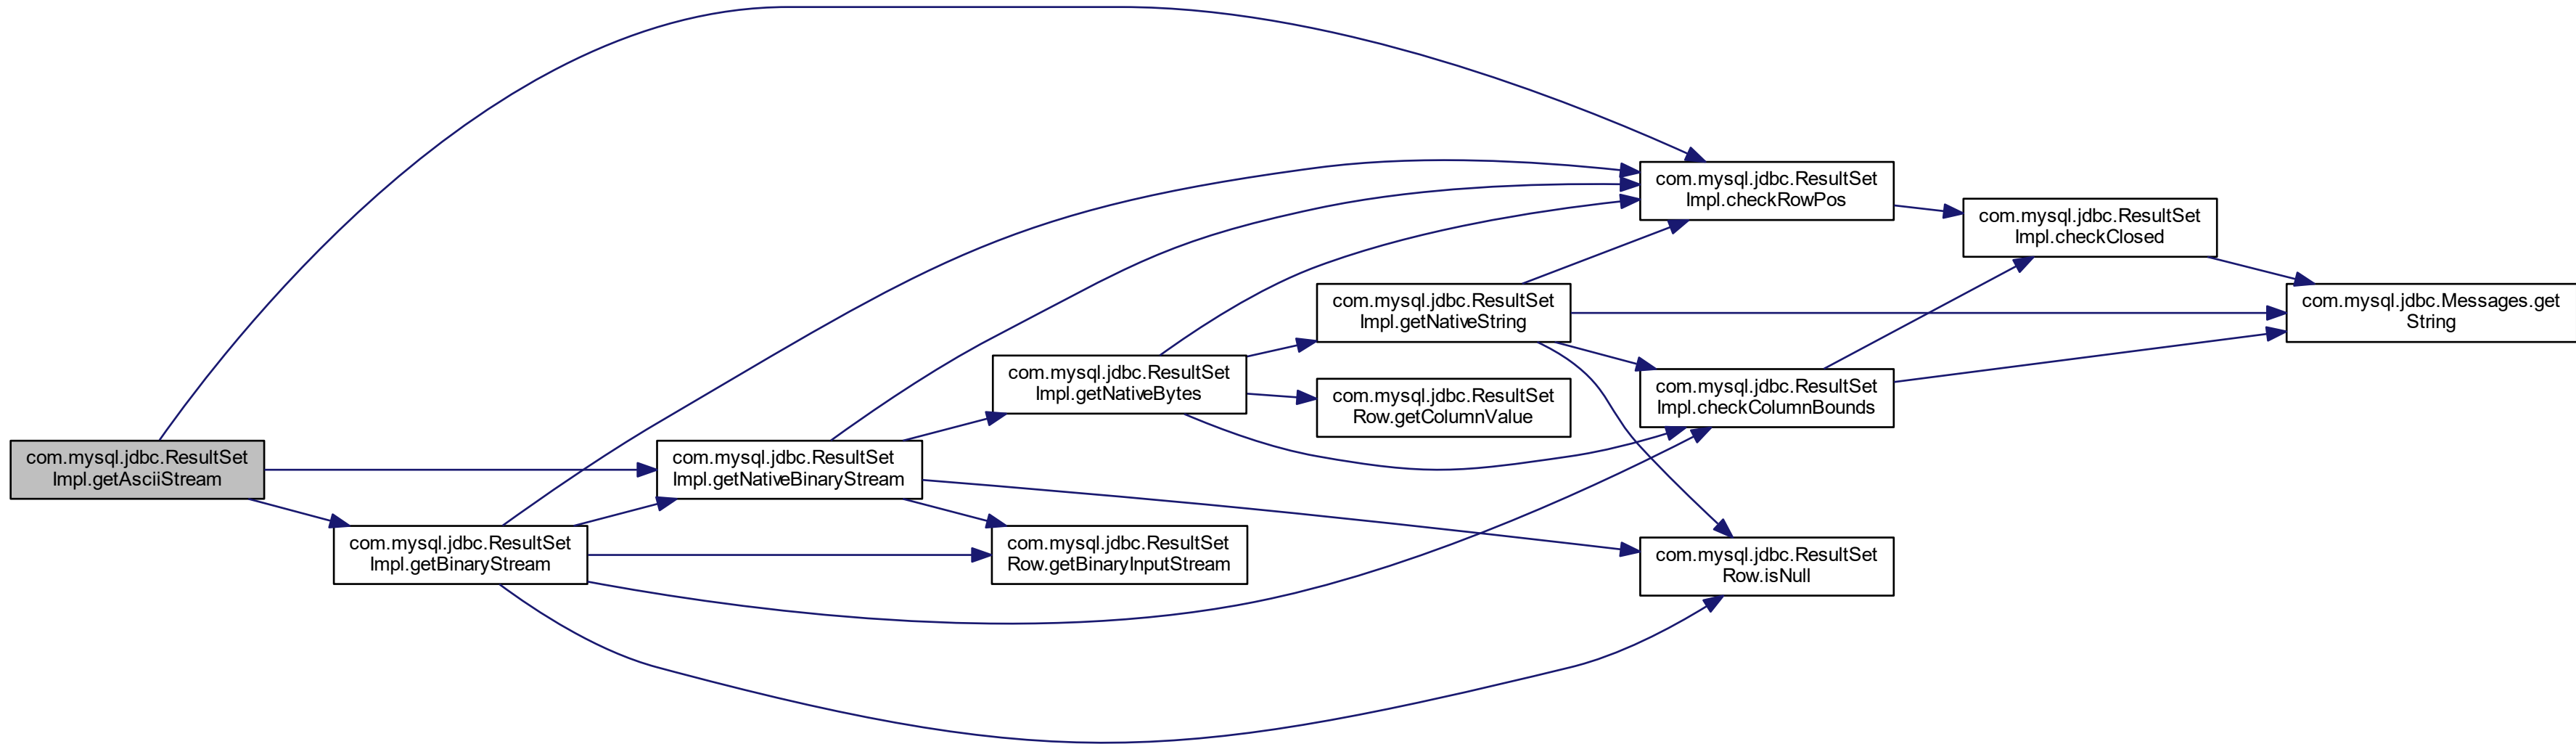 com.mysql.jdbc.ResultSet
Impl.getAsciiStream
com.mysql.jdbc.ResultSet
Impl.getBinaryStream
com.mysql.jdbc.ResultSet
Impl.getNativeBinaryStream
com.mysql.jdbc.ResultSet
Impl.getNativeBytes
com.mysql.jdbc.ResultSet
Row.getBinaryInputStream
com.mysql.jdbc.ResultSet
Impl.getNativeString
com.mysql.jdbc.ResultSet
Row.getColumnValue
com.mysql.jdbc.ResultSet
Impl.checkRowPos
com.mysql.jdbc.ResultSet
Impl.checkColumnBounds
com.mysql.jdbc.ResultSet
Row.isNull
com.mysql.jdbc.ResultSet
Impl.checkClosed
com.mysql.jdbc.Messages.get
String